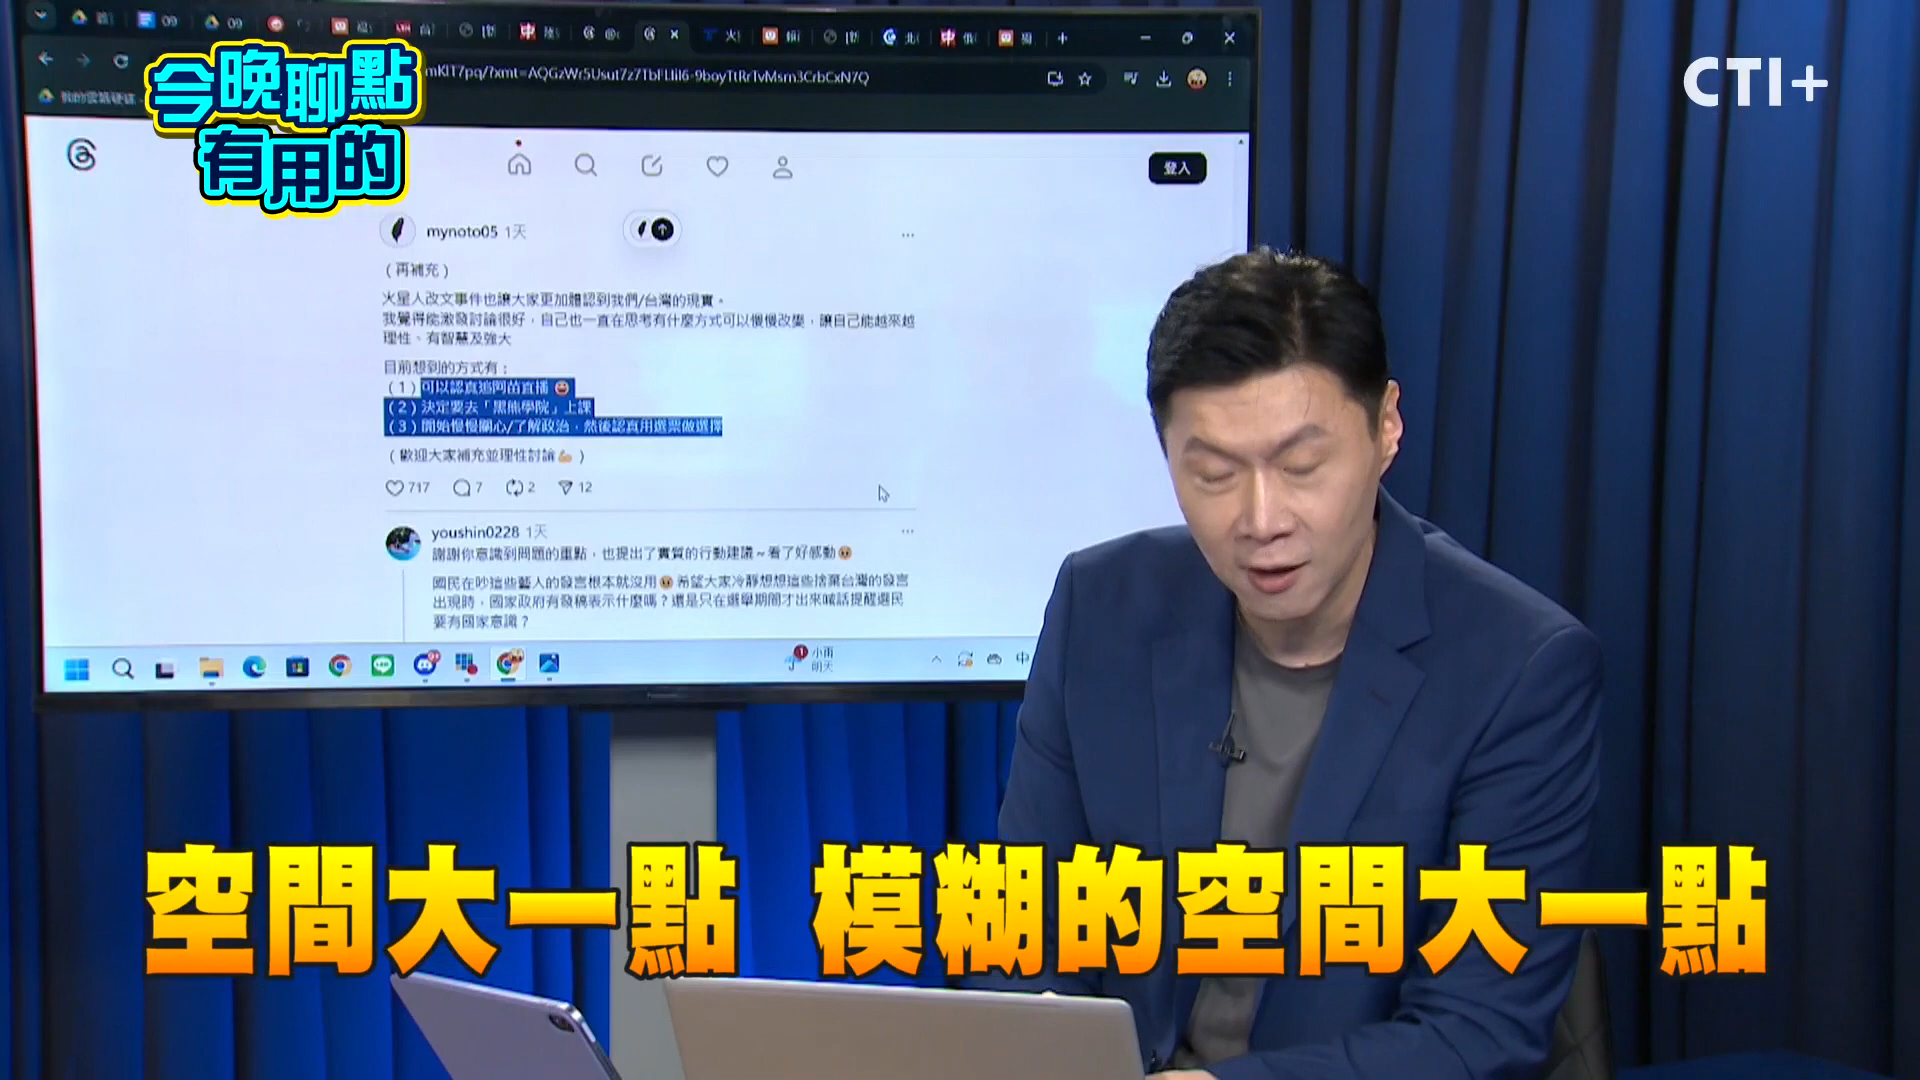 今晚聊點
有用的
CTI+
mKIT7pq/?xmt=AQGzWr5Usut7z7TbFLIiI6-9boyTtRrTvMsm3CrbCxN7Q
登入
mynoto05 1天
（再補充）
火星人改文事件也讓大家更加體認到我們/台灣的現實。
我覺得能激發討論很好，自己也一直在思考有什麼方式可以慢慢改變，讓自己能越來越
理性、有智慧及強大
目前想到的方式有：
（1）可以認真追阿苗直播
（2）決定要去「黑熊學院」上課
（3）開始慢慢關心/了解政治，然後認真用選票做選擇
（歡迎大家補充並理性討論💪）
717 7 2 12
youshin0228 1天
謝謝你意識到問題的重點，也提出了實質的行動建議～看了好感動
國民在吵這些藝人的發言根本就沒用 希望大家冷靜想想這些捨棄台灣的發言
出現時，國家政府有發稿表示什麼嗎？還是只在選舉期間才出來喊話提醒選民
要有國家意識？
小雨
明天
中
空間大一點 模糊的空間大一點